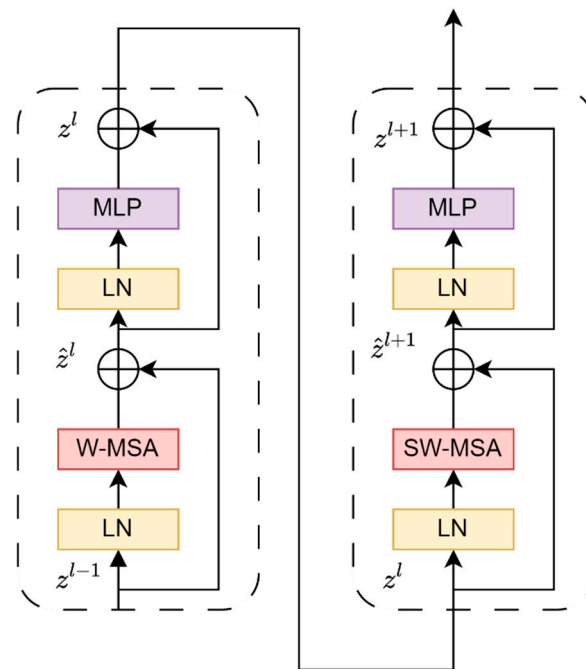 z^l
MLP
LN
ẑ^l
W-MSA
LN
z^{l-1}
z^{l+1}
MLP
LN
ẑ^{l+1}
SW-MSA
LN
z^l